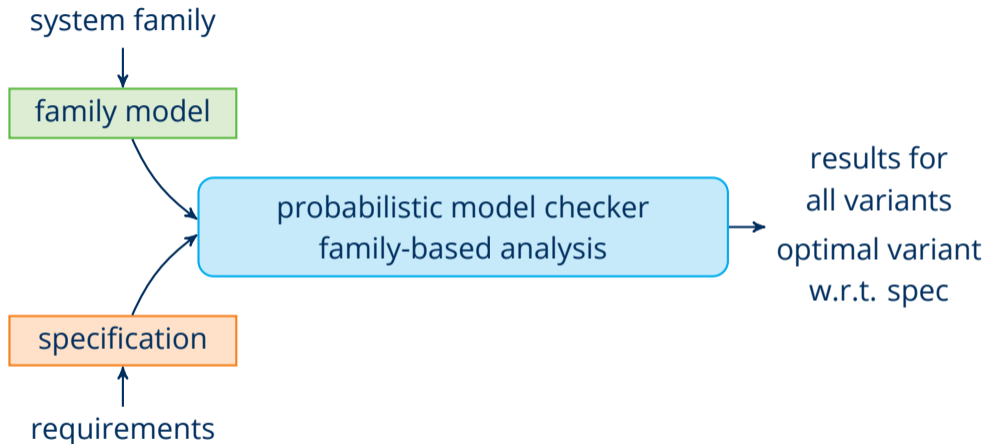 system family
family model
probabilistic model checker
family-based analysis
results for
all variants
optimal variant
w.r.t. spec
specification
requirements